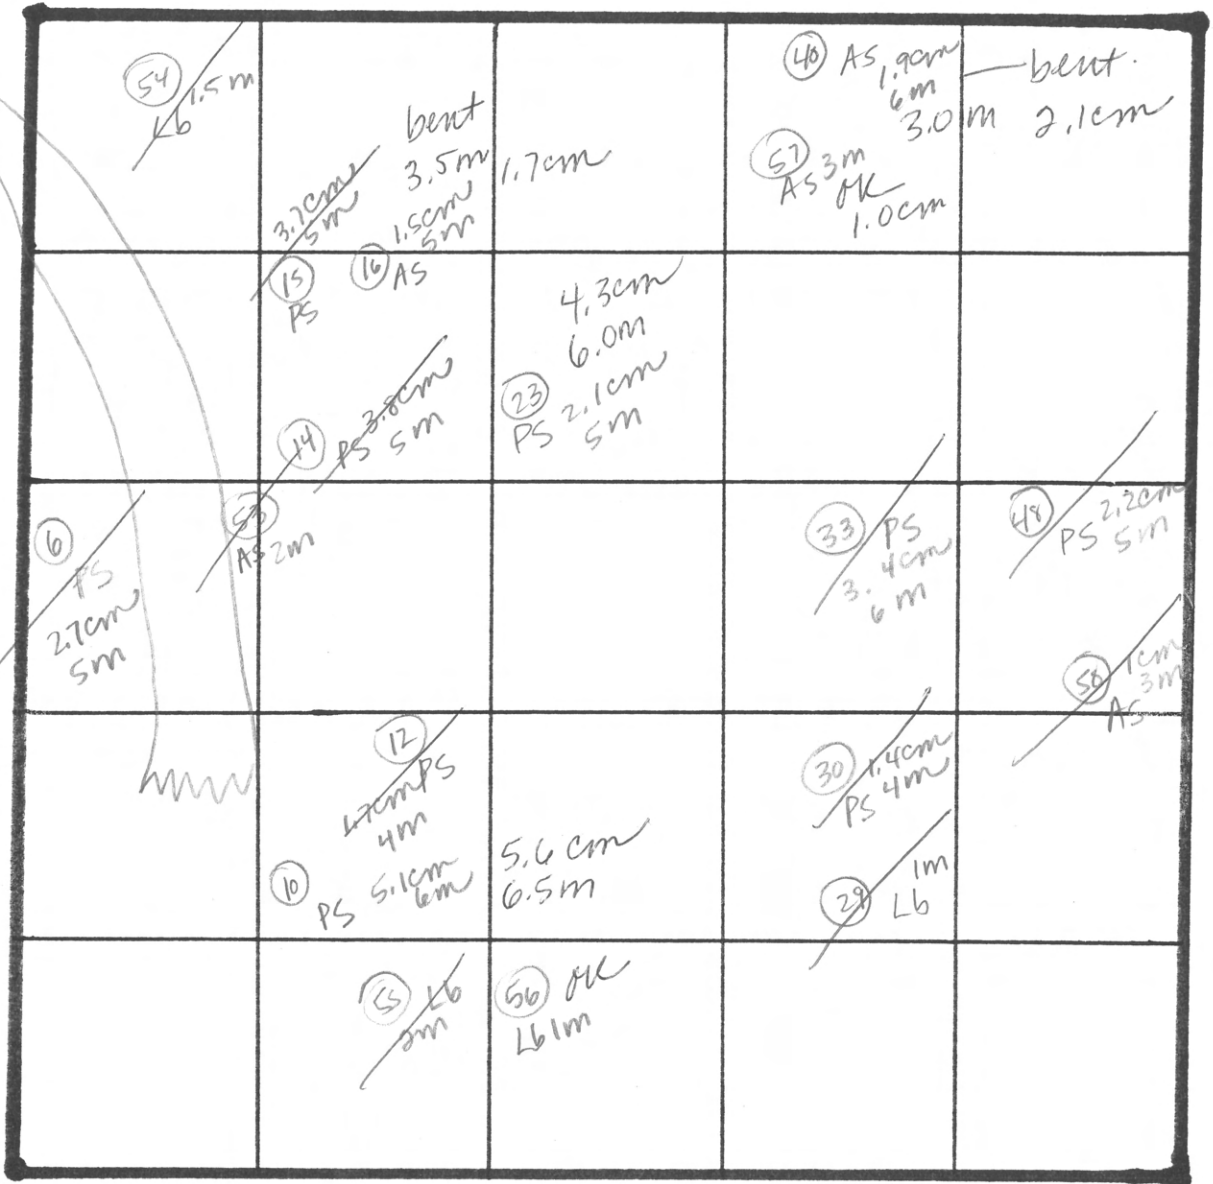 54
1.5m
Lb
40 AS 1.9cm
6m
bent.
3.0m 2.1cm
57 AS 3m
OK
1.0cm
bent
3.5m 1.7cm
3.7cm
5m
1.5cm
5m
15
PS
16 AS
4.3cm
6.0m
23
PS 2.1cm
5m
14
PS 3.8cm
5m
53
AS 2m
6
PS
2.7cm
5m
33 PS
3.4cm
6m
48
PS 2.2cm
5m
58 1cm
3m
AS
12
PS
4m
30 1.4cm
PS 4m
10
PS 5.1cm
6m
5.6cm
6.5m
29 1m
Lb
55 Lb
2m
56 OK
Lb 1m